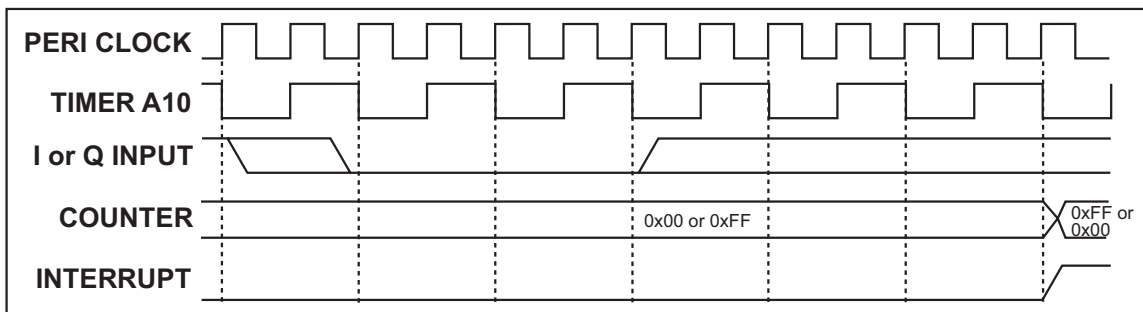 PERI CLOCK
TIMER A10
I or Q INPUT
COUNTER
0x00 or 0xFF
0xFF or
0x00
INTERRUPT